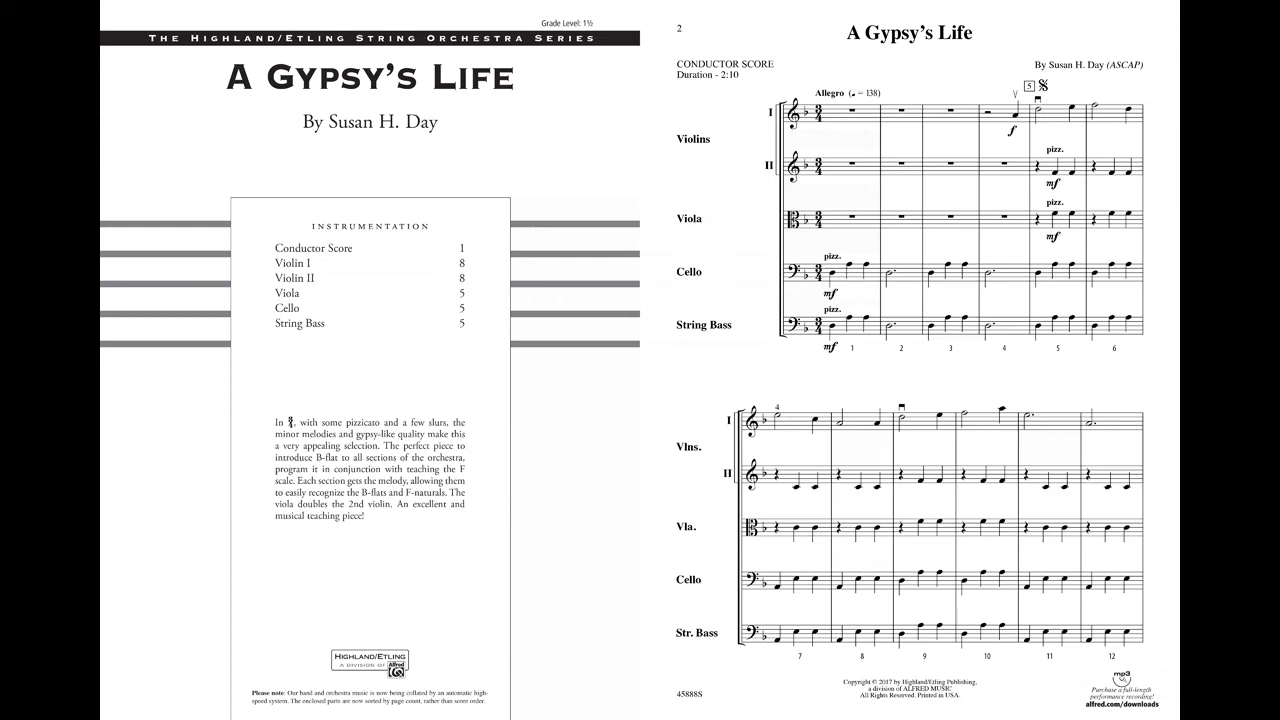 Grade Level: 1½
THE HIGHLAND/ETLING STRING ORCHESTRA SERIES
A GYPSY'S LIFE
By Susan H. Day
INSTRUMENTATION
Conductor Score 1
Violin I 8
Violin II 8
Viola 5
Cello 5
String Bass 5
In 3/4, with some pizzicato and a few slurs, the
minor melodies and gypsy-like quality make this
a very appealing selection. The perfect piece to
introduce B-flat to all sections of the orchestra,
program it in conjunction with teaching the F
scale. Each section gets the melody, allowing them
to easily recognize the B-flats and F-naturals. The
viola doubles the 2nd violin. An excellent and
musical teaching piece!
HIGHLAND/ETLING
A DIVISION OF Alfred
Please note: Our band and orchestra music is now being collated by an automatic high-
speed system. The enclosed parts are now sorted by page count, rather than score order.
2
A Gypsy's Life
CONDUCTOR SCORE
Duration - 2:10
By Susan H. Day (ASCAP)
Allegro (♩ = 138)
5
I
Violins
II
Viola
Cello
String Bass
3/4
f
pizz.
mf
pizz.
mf
pizz.
mf
pizz.
mf
1 2 3 4 5 6
4
I
Vlns.
II
Vla.
Cello
Str. Bass
7 8 9 10 11 12
45888S
Copyright © 2017 by Highland/Etling Publishing,
a division of ALFRED MUSIC
All Rights Reserved. Printed in USA.
mp3
Purchase a full-length
performance recording!
alfred.com/downloads